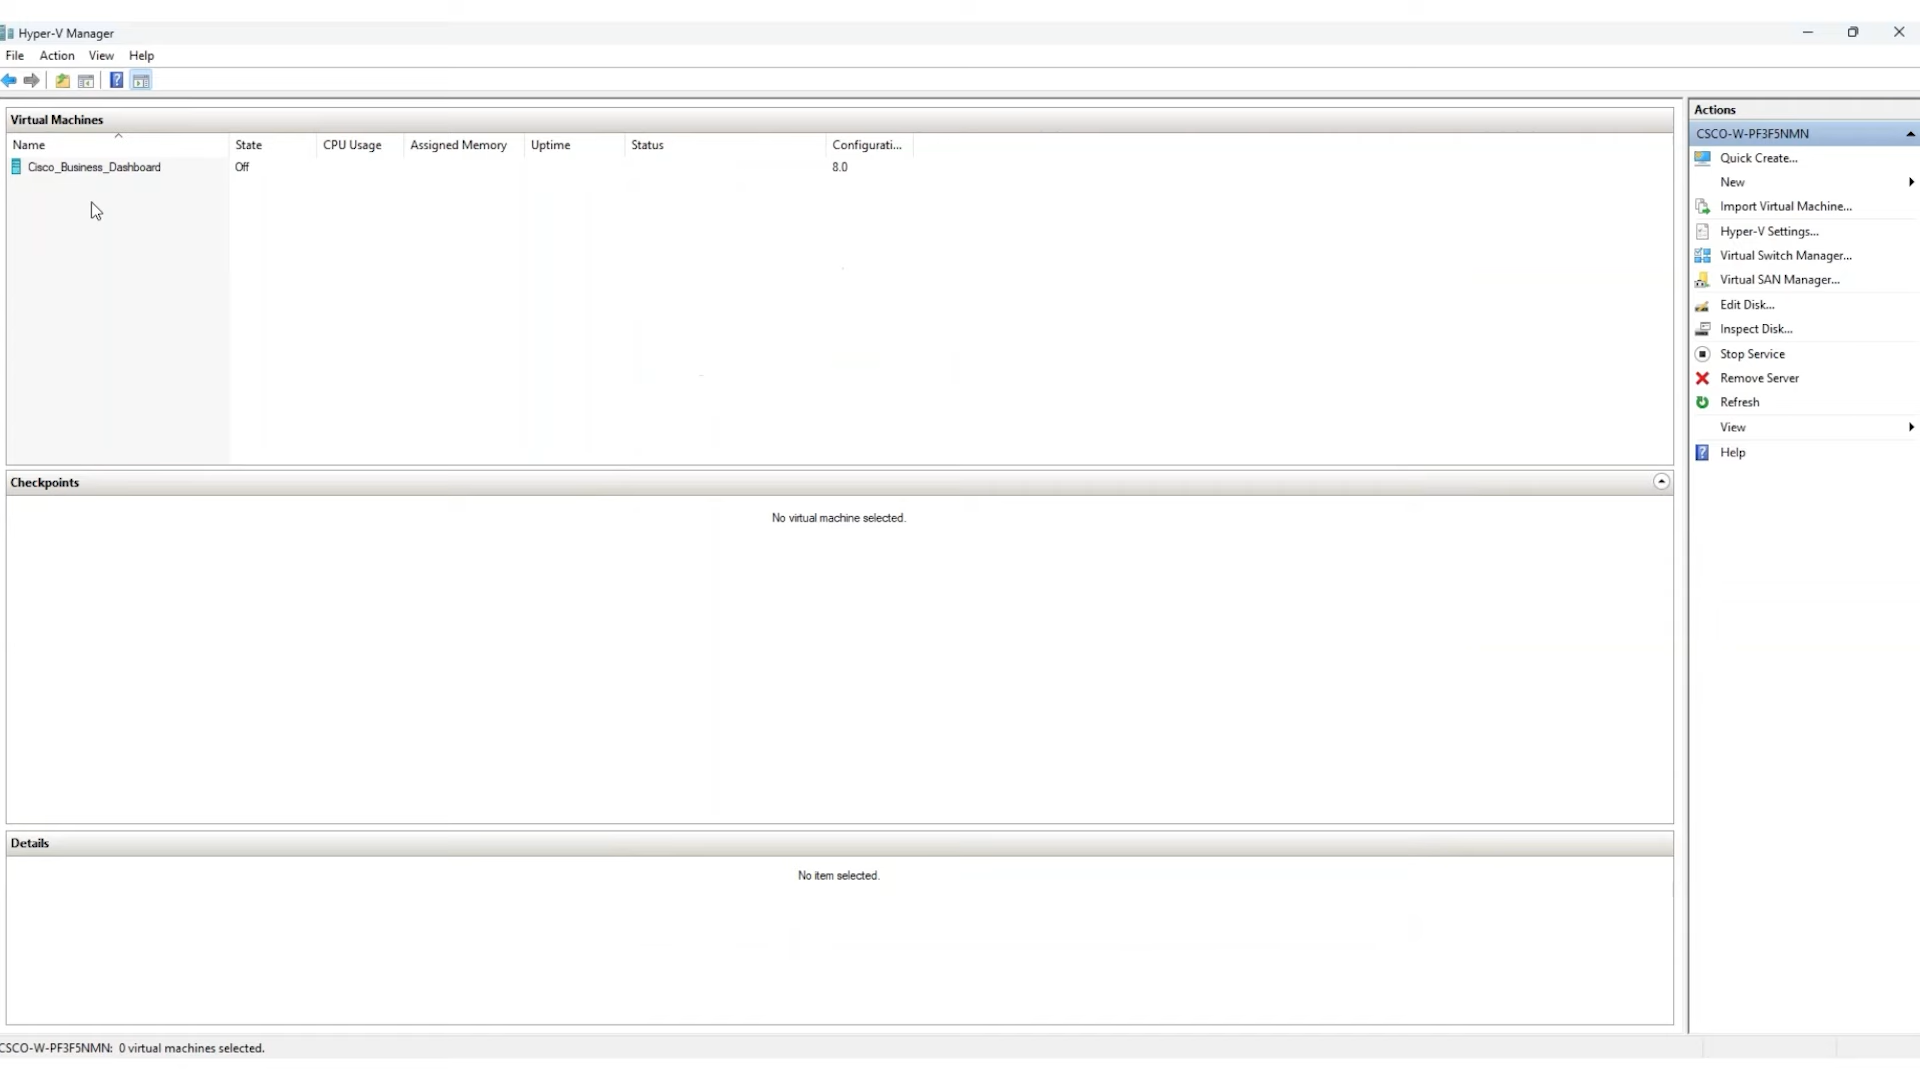 Hyper-V Manager
File Action View Help
Virtual Machines
Name State CPU Usage Assigned Memory Uptime Status Configurati...
Cisco_Business_Dashboard Off 8.0
Checkpoints
No virtual machine selected.
Details
No item selected.
Actions
CSCO-W-PF3F5NMN
Quick Create...
New
Import Virtual Machine...
Hyper-V Settings...
Virtual Switch Manager...
Virtual SAN Manager...
Edit Disk...
Inspect Disk...
Stop Service
Remove Server
Refresh
View
Help
CSCO-W-PF3F5NMN: 0 virtual machines selected.